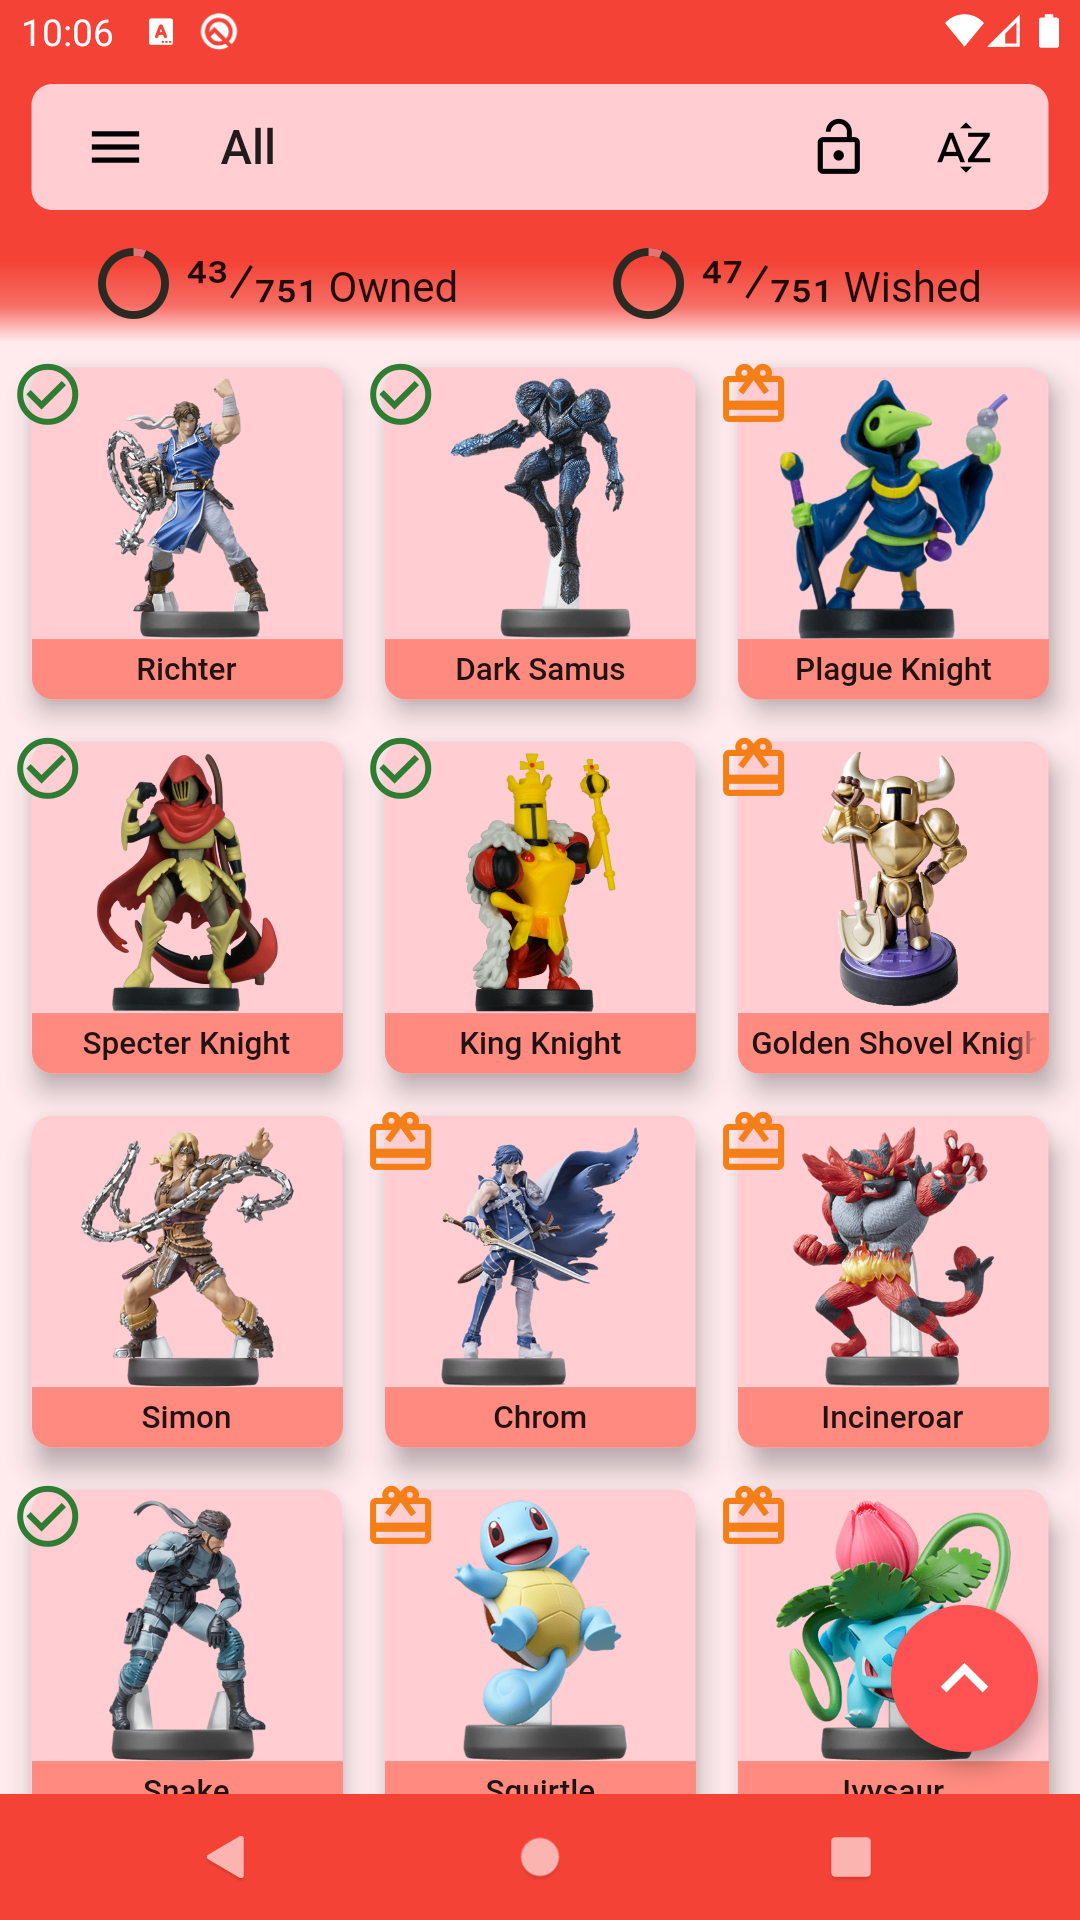 10:06
All
AZ
43/751 Owned
47/751 Wished
Richter
Dark Samus
Plague Knight
Specter Knight
King Knight
Golden Shovel Knigh
Simon
Chrom
Incineroar
Snake
Squirtle
Ivysaur